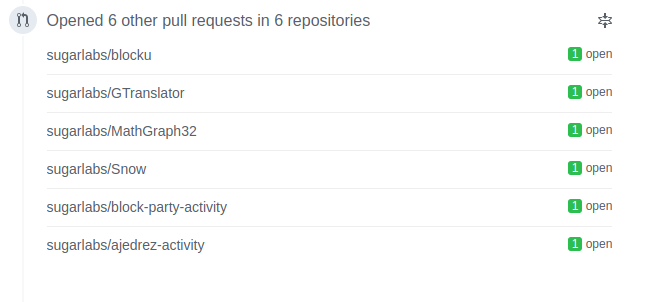 Opened 6 other pull requests in 6 repositories
sugarlabs/blocku 1 open
sugarlabs/GTranslator 1 open
sugarlabs/MathGraph32 1 open
sugarlabs/Snow 1 open
sugarlabs/block-party-activity 1 open
sugarlabs/ajedrez-activity 1 open